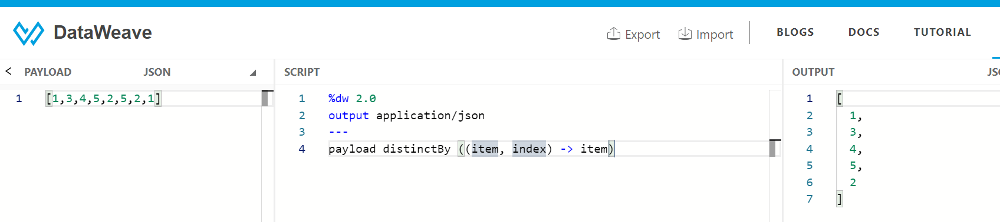 DataWeave
Export Import BLOGS DOCS TUTORIAL
< PAYLOAD JSON
1 [1,3,4,5,2,5,2,1]
SCRIPT
1 %dw 2.0
2 output application/json
3 ---
4 payload distinctBy ((item, index) -> item)
OUTPUT
1 [
2 1,
3 3,
4 4,
5 5,
6 2
7 ]